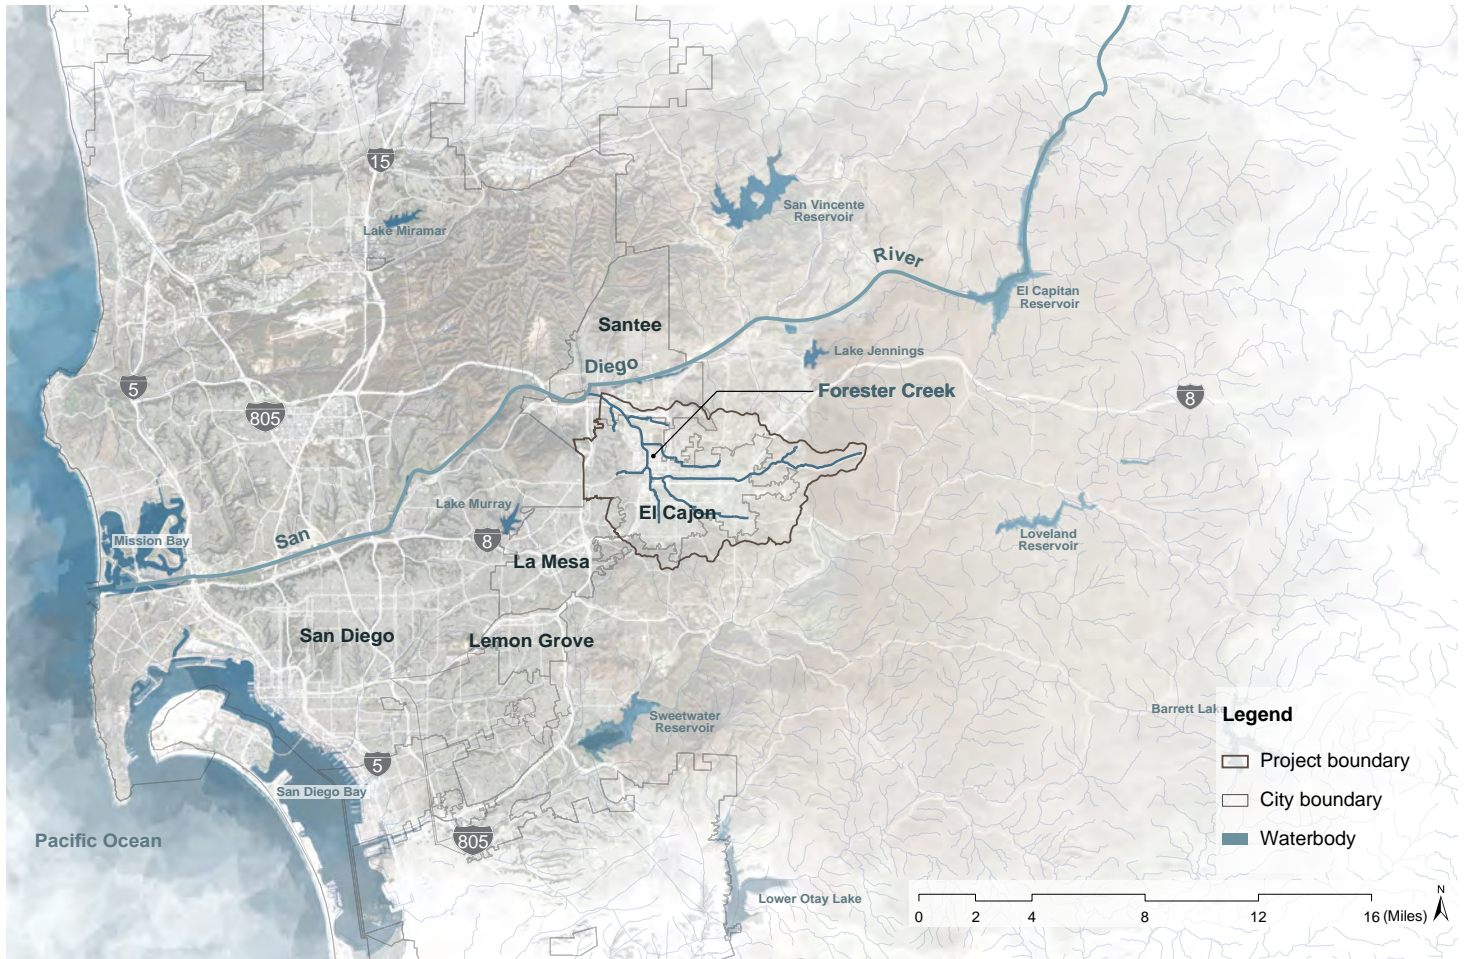 15
San Vincente
Reservoir
Lake Miramar
River
El Capitan
Reservoir
Santee
Diego
Lake Jennings
5
805
Forester Creek
8
Lake Murray
El Cajon
Mission Bay
San
8
Loveland
Reservoir
La Mesa
San Diego
Lemon Grove
Sweetwater
Reservoir
Barrett Lake
Legend
5
Project boundary
San Diego Bay
City boundary
Pacific Ocean
805
Waterbody
Lower Otay Lake
N
0 2 4 8 12 16 (Miles)